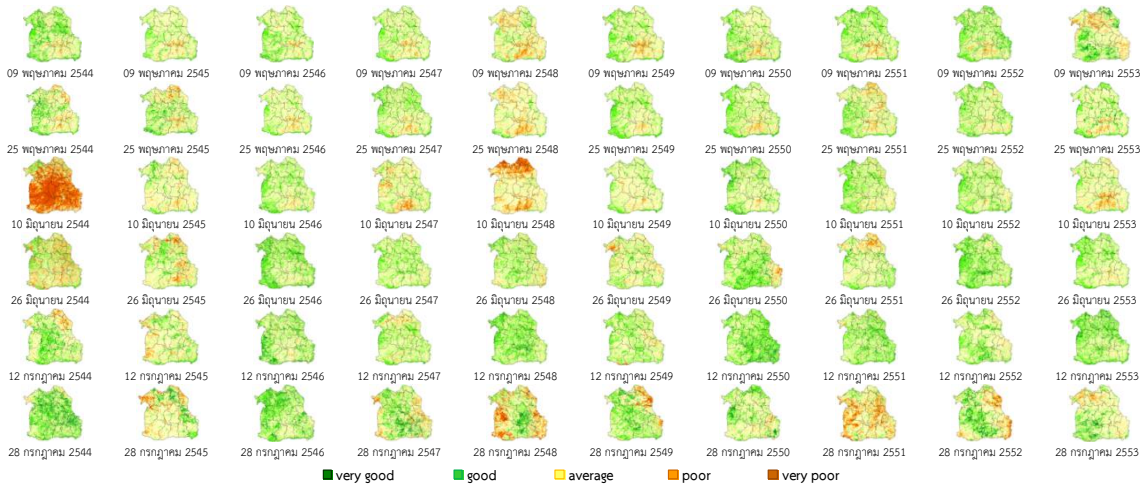 09 พฤษภาคม 2544 09 พฤษภาคม 2545 09 พฤษภาคม 2546 09 พฤษภาคม 2547 09 พฤษภาคม 2548 09 พฤษภาคม 2549 09 พฤษภาคม 2550 09 พฤษภาคม 2551 09 พฤษภาคม 2552 09 พฤษภาคม 2553
25 พฤษภาคม 2544 25 พฤษภาคม 2545 25 พฤษภาคม 2546 25 พฤษภาคม 2547 25 พฤษภาคม 2548 25 พฤษภาคม 2549 25 พฤษภาคม 2550 25 พฤษภาคม 2551 25 พฤษภาคม 2552 25 พฤษภาคม 2553
10 มิถุนายน 2544 10 มิถุนายน 2545 10 มิถุนายน 2546 10 มิถุนายน 2547 10 มิถุนายน 2548 10 มิถุนายน 2549 10 มิถุนายน 2550 10 มิถุนายน 2551 10 มิถุนายน 2552 10 มิถุนายน 2553
26 มิถุนายน 2544 26 มิถุนายน 2545 26 มิถุนายน 2546 26 มิถุนายน 2547 26 มิถุนายน 2548 26 มิถุนายน 2549 26 มิถุนายน 2550 26 มิถุนายน 2551 26 มิถุนายน 2552 26 มิถุนายน 2553
12 กรกฎาคม 2544 12 กรกฎาคม 2545 12 กรกฎาคม 2546 12 กรกฎาคม 2547 12 กรกฎาคม 2548 12 กรกฎาคม 2549 12 กรกฎาคม 2550 12 กรกฎาคม 2551 12 กรกฎาคม 2552 12 กรกฎาคม 2553
28 กรกฎาคม 2544 28 กรกฎาคม 2545 28 กรกฎาคม 2546 28 กรกฎาคม 2547 28 กรกฎาคม 2548 28 กรกฎาคม 2549 28 กรกฎาคม 2550 28 กรกฎาคม 2551 28 กรกฎาคม 2552 28 กรกฎาคม 2553
very good good average poor very poor